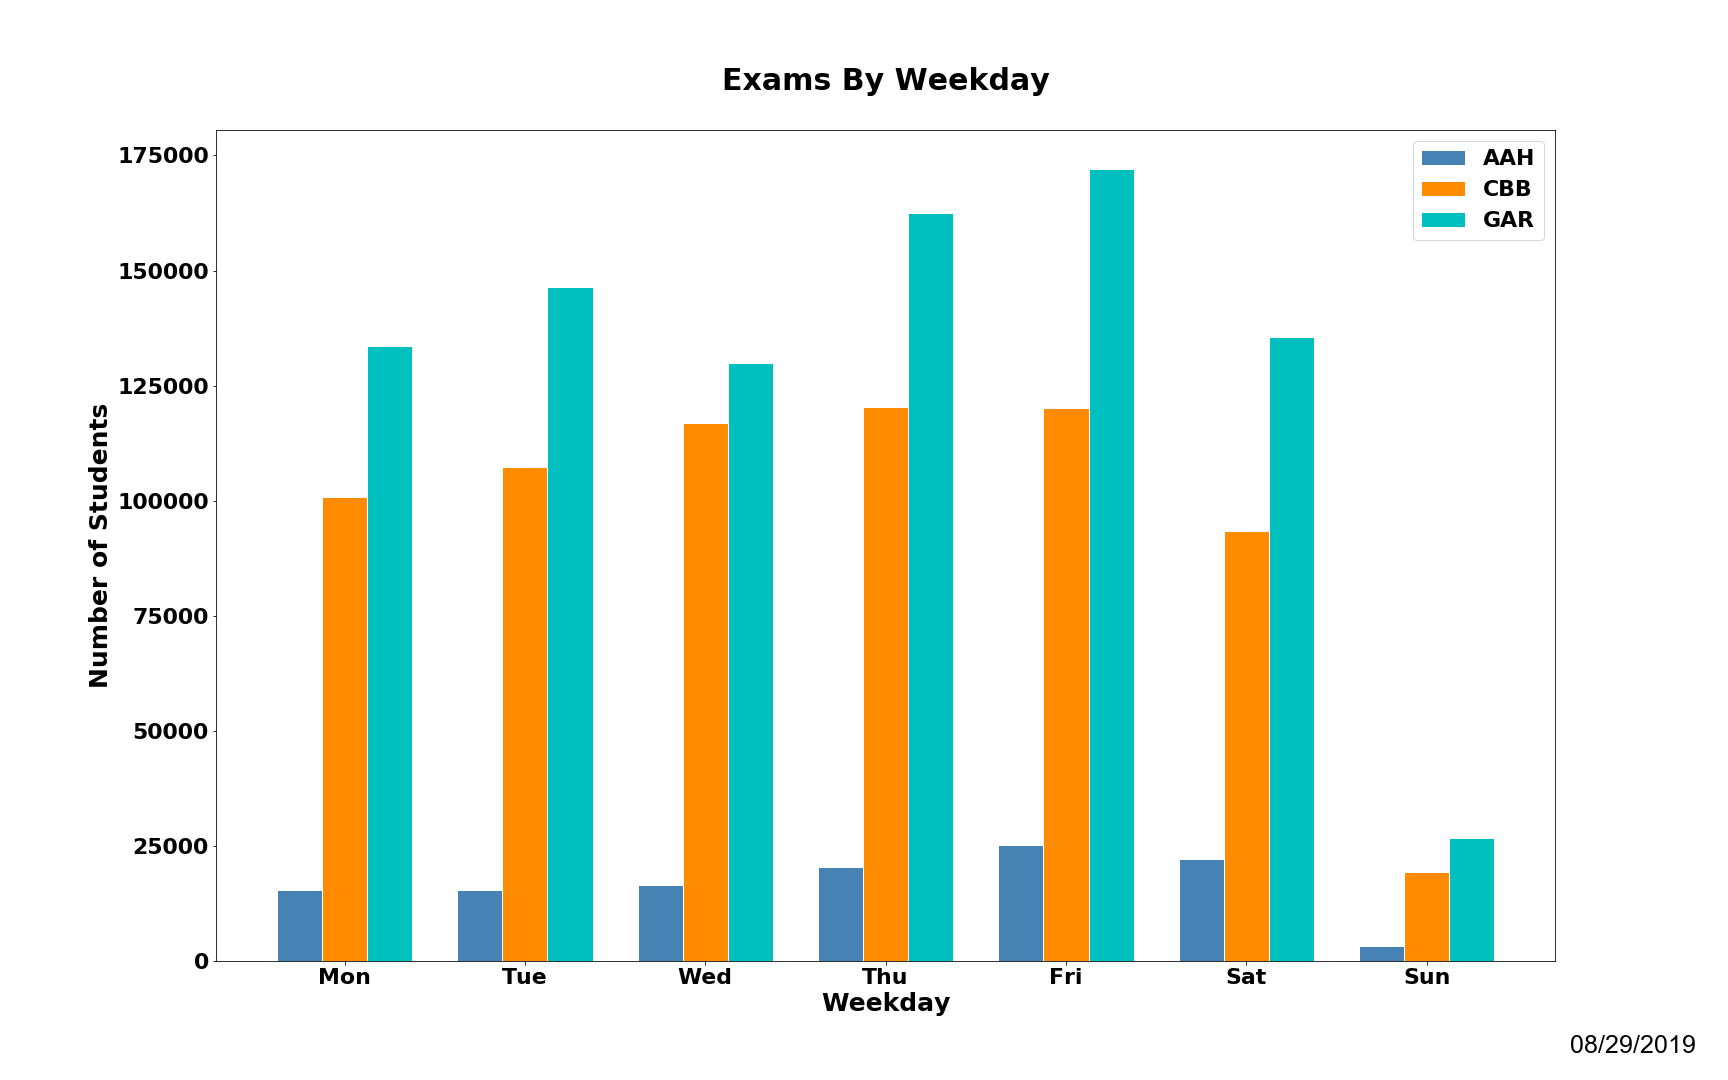 Exams By Weekday
175000
150000
125000
100000
75000
50000
25000
0
Number of Students
AAH
CBB
GAR
Mon Tue Wed Thu Fri Sat Sun
Weekday
08/29/2019